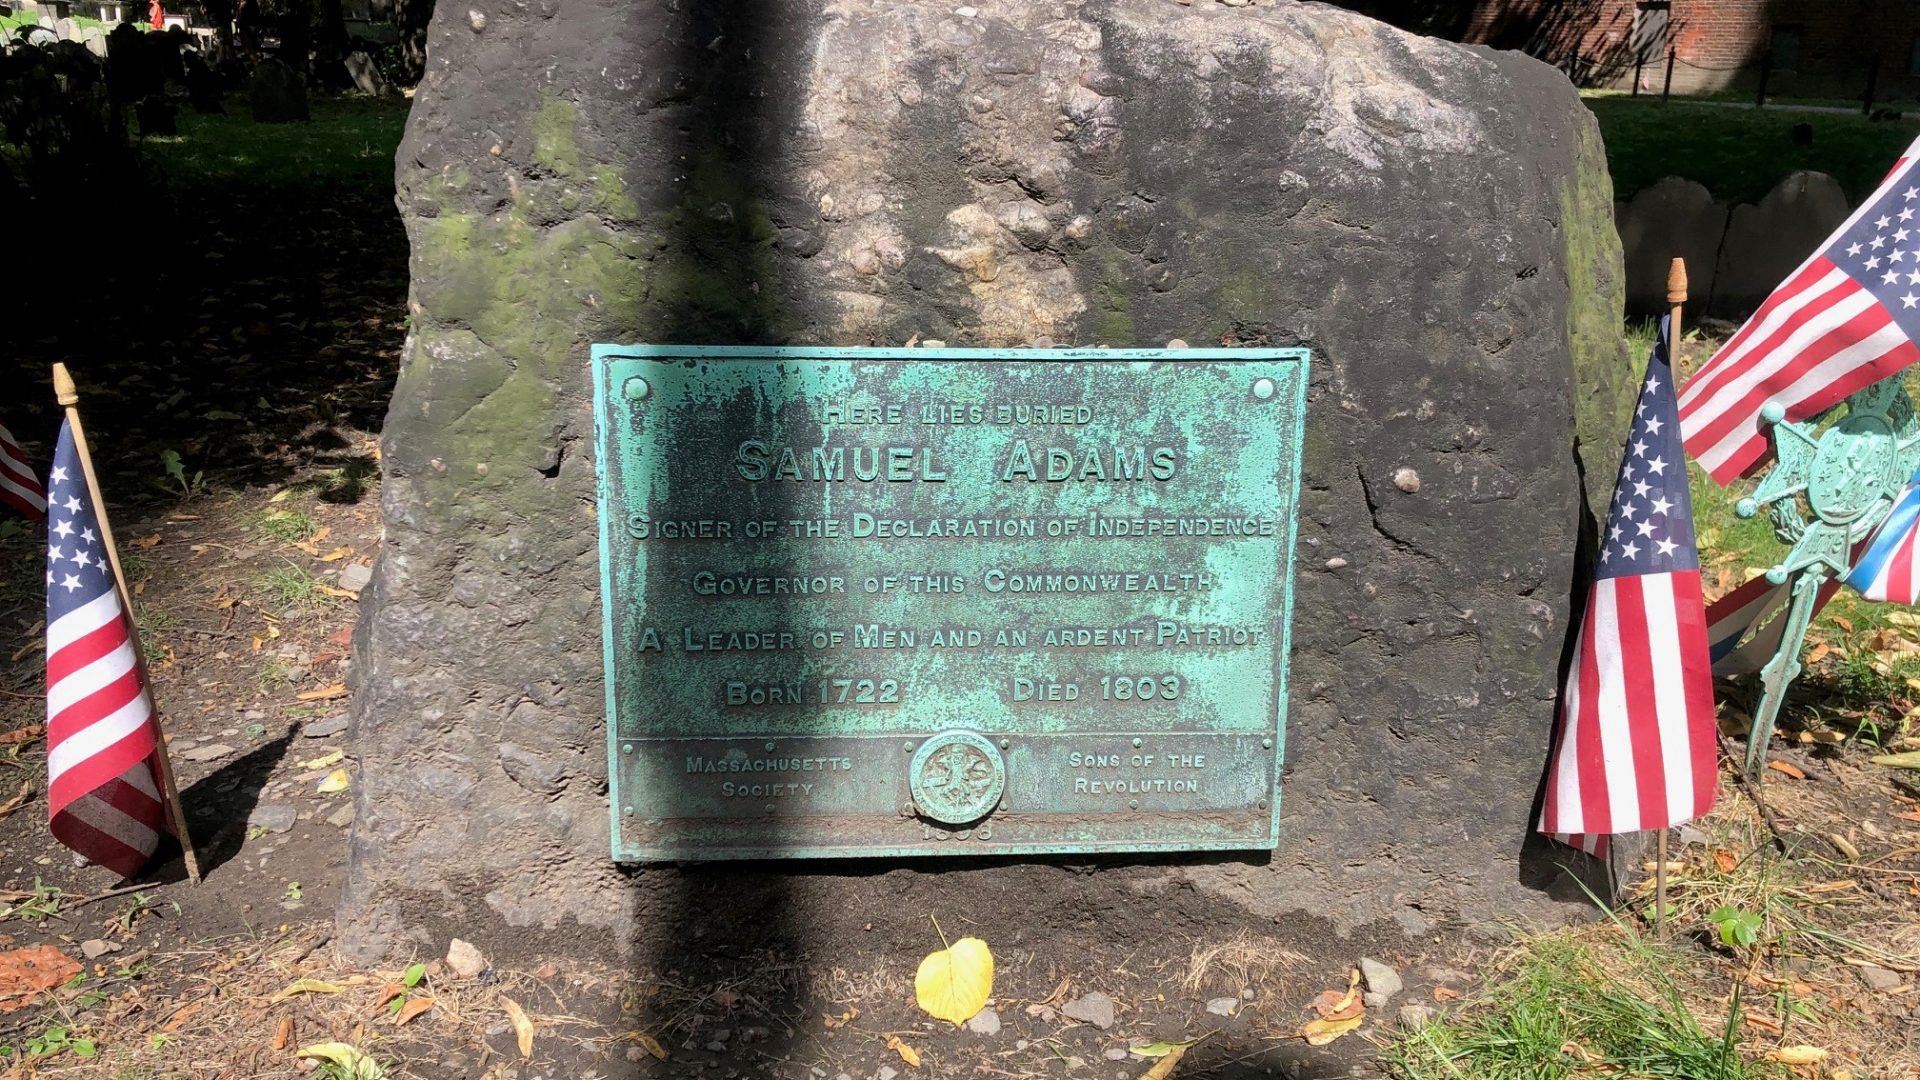 Here lies buried
Samuel Adams
Signer of the Declaration of Independence
Governor of this Commonwealth
A Leader of Men and an ardent Patriot
Born 1722 Died 1803
Massachusetts Society
Sons of the Revolution